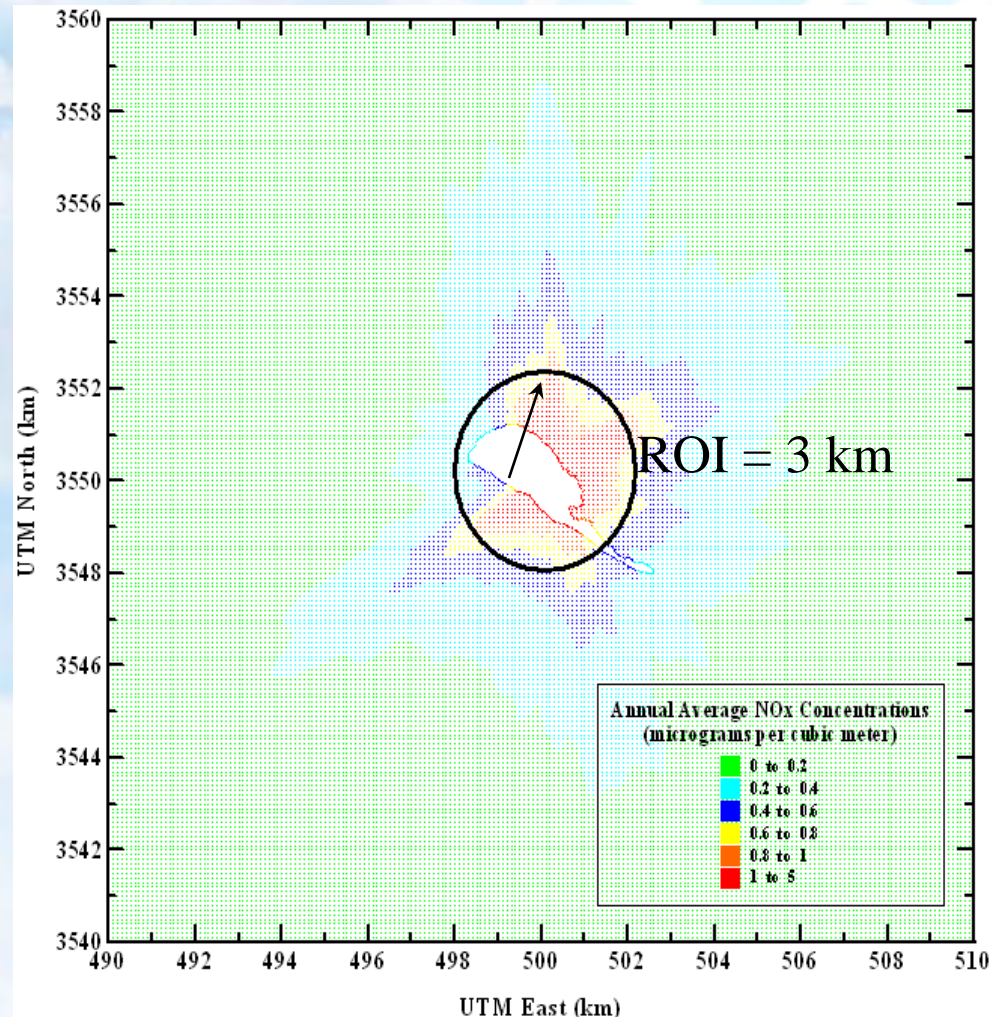 3560
3558
3556
3554
3552
3550
3548
3546
3544
3542
3540
UTM North (km)
ROI = 3 km
Annual Average NOx Concentrations
(micrograms per cubic meter)
0 to 0.2
0.2 to 0.4
0.4 to 0.6
0.6 to 0.8
0.8 to 1
1 to 5
490 492 494 496 498 500 502 504 506 508 510
UTM East (km)